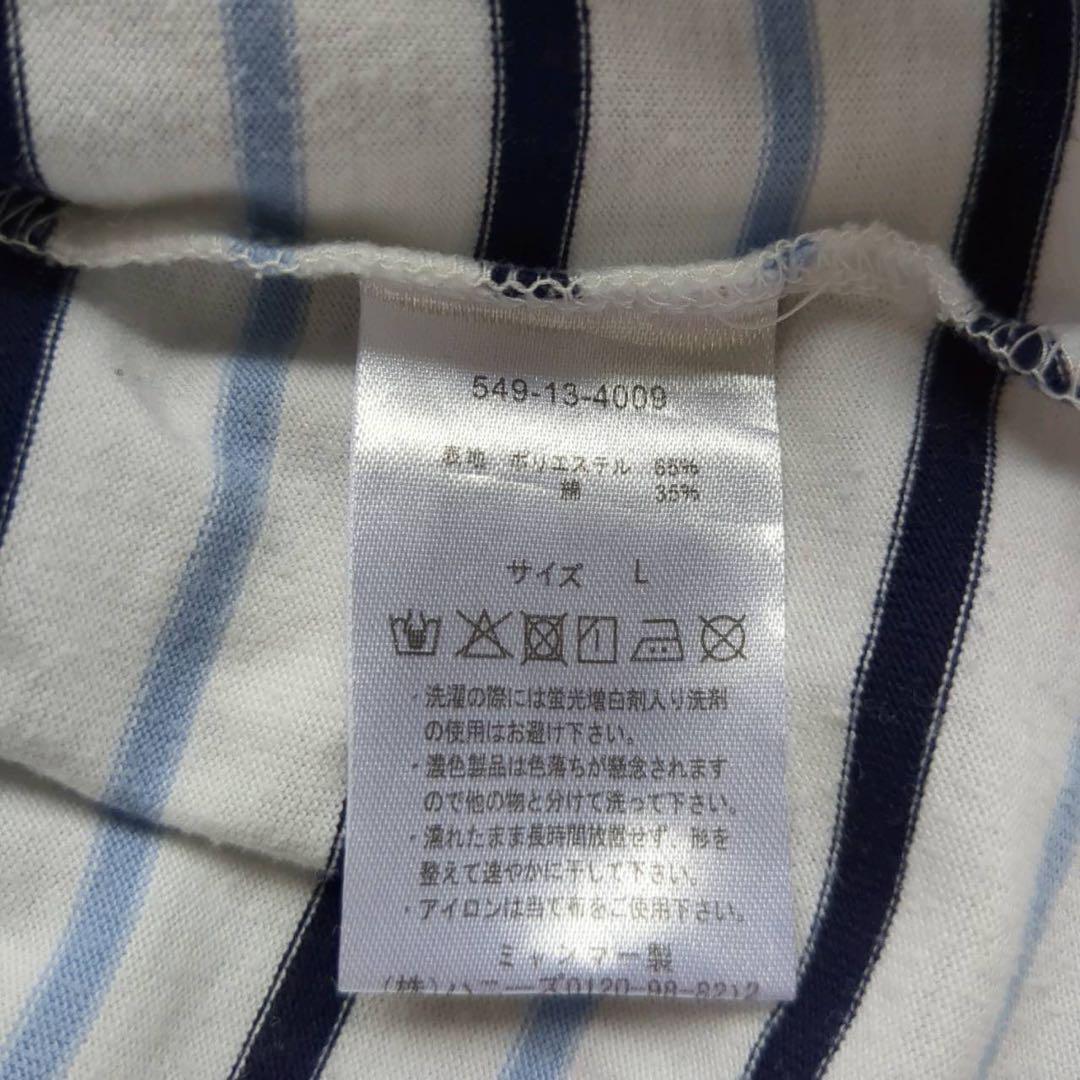 549-13-4009
表地 ポリエステル 65%
綿 35%
サイズ L
・洗濯の際には蛍光増白剤入り洗剤
の使用はお避け下さい。
・濃色製品は色落ちが懸念されます
ので他の物と分けて洗って下さい。
・濡れたまま長時間放置せず、形を
整えて速やかに干して下さい。
・アイロンは当て布をご使用下さい。
ミャンマー製
(株) 0120-98-8212